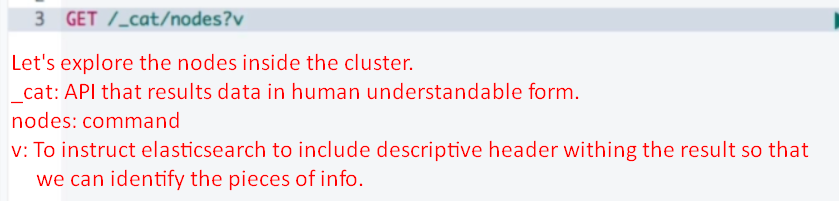 3 GET /_cat/nodes?v
Let's explore the nodes inside the cluster.
_cat: API that results data in human understandable form.
nodes: command
v: To instruct elasticsearch to include descriptive header withing the result so that
we can identify the pieces of info.